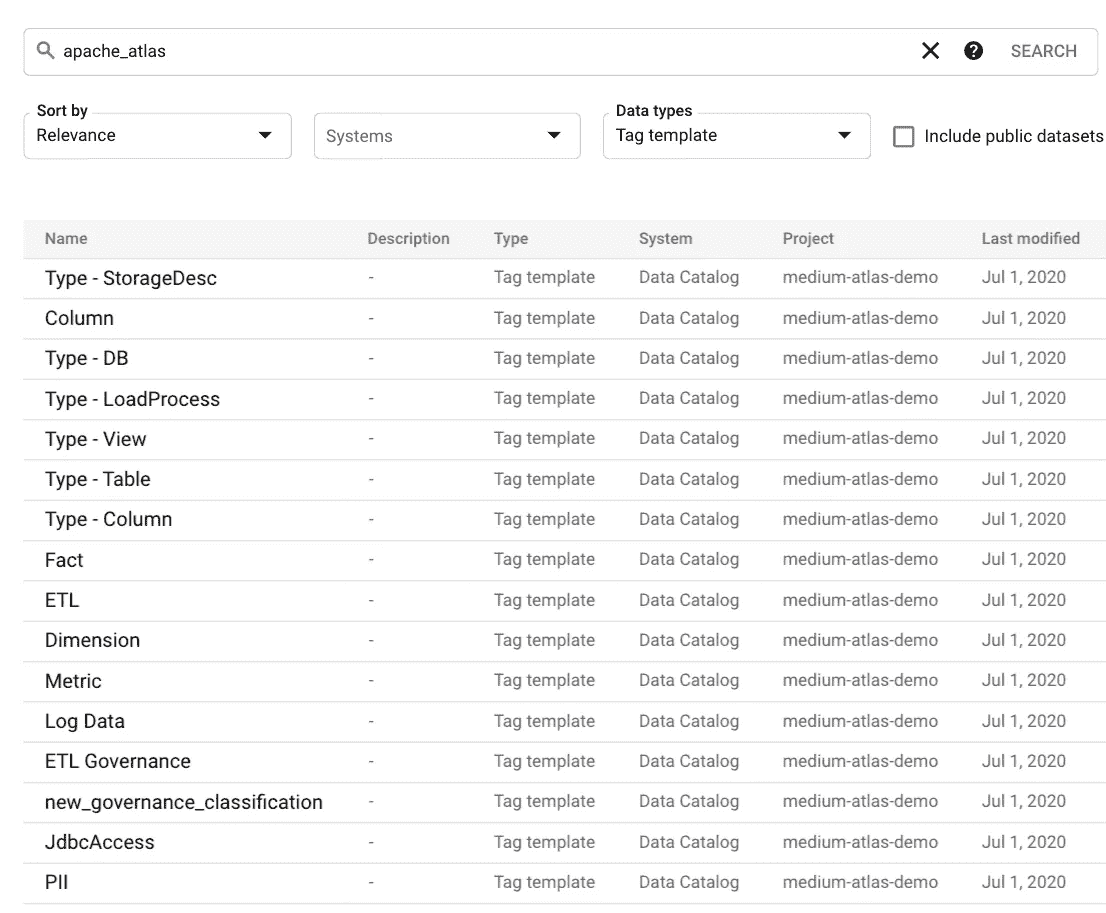 apache_atlas SEARCH
Sort by Data types
Relevance Systems Tag template Include public datasets
Name Description Type System Project Last modified
Type - StorageDesc - Tag template Data Catalog medium-atlas-demo Jul 1, 2020
Column - Tag template Data Catalog medium-atlas-demo Jul 1, 2020
Type - DB - Tag template Data Catalog medium-atlas-demo Jul 1, 2020
Type - LoadProcess - Tag template Data Catalog medium-atlas-demo Jul 1, 2020
Type - View - Tag template Data Catalog medium-atlas-demo Jul 1, 2020
Type - Table - Tag template Data Catalog medium-atlas-demo Jul 1, 2020
Type - Column - Tag template Data Catalog medium-atlas-demo Jul 1, 2020
Fact - Tag template Data Catalog medium-atlas-demo Jul 1, 2020
ETL - Tag template Data Catalog medium-atlas-demo Jul 1, 2020
Dimension - Tag template Data Catalog medium-atlas-demo Jul 1, 2020
Metric - Tag template Data Catalog medium-atlas-demo Jul 1, 2020
Log Data - Tag template Data Catalog medium-atlas-demo Jul 1, 2020
ETL Governance - Tag template Data Catalog medium-atlas-demo Jul 1, 2020
new_governance_classification - Tag template Data Catalog medium-atlas-demo Jul 1, 2020
JdbcAccess - Tag template Data Catalog medium-atlas-demo Jul 1, 2020
PII - Tag template Data Catalog medium-atlas-demo Jul 1, 2020